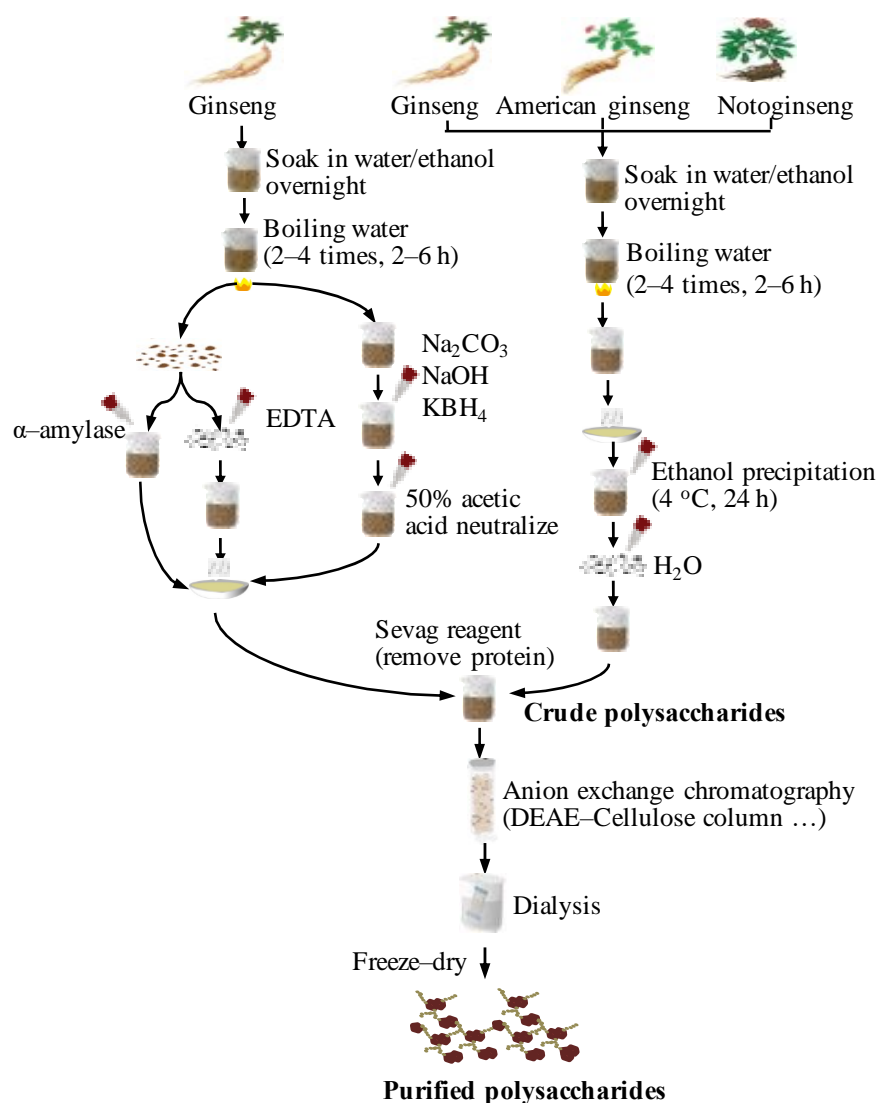 Ginseng
Ginseng
American ginseng
Notoginseng
Soak in water/ethanol
overnight
Boiling water
(2–4 times, 2–6 h)
Soak in water/ethanol
overnight
Boiling water
(2–4 times, 2–6 h)
α–amylase
EDTA
Na₂CO₃
NaOH
KBH₄
50% acetic
acid neutralize
Ethanol precipitation
(4 °C, 24 h)
H₂O
Sevag reagent
(remove protein)
Crude polysaccharides
Anion exchange chromatography
(DEAE–Cellulose column …)
Dialysis
Freeze–dry
Purified polysaccharides